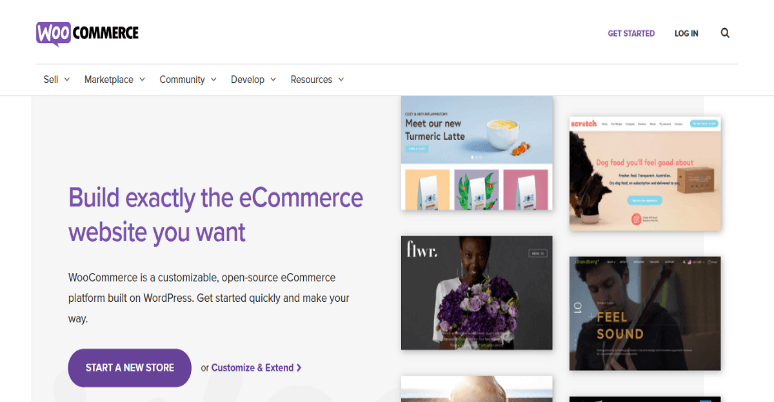 WOO COMMERCE
GET STARTED
LOG IN
Sell
Marketplace
Community
Develop
Resources
Build exactly the eCommerce
website you want
WooCommerce is a customizable, open-source eCommerce
platform built on WordPress. Get started quickly and make your
way.
START A NEW STORE or Customize & Extend
Meet our new
Turmeric Latte
scratch
Dog food you'll feel good about
flwr.
01
FEEL
SOUND